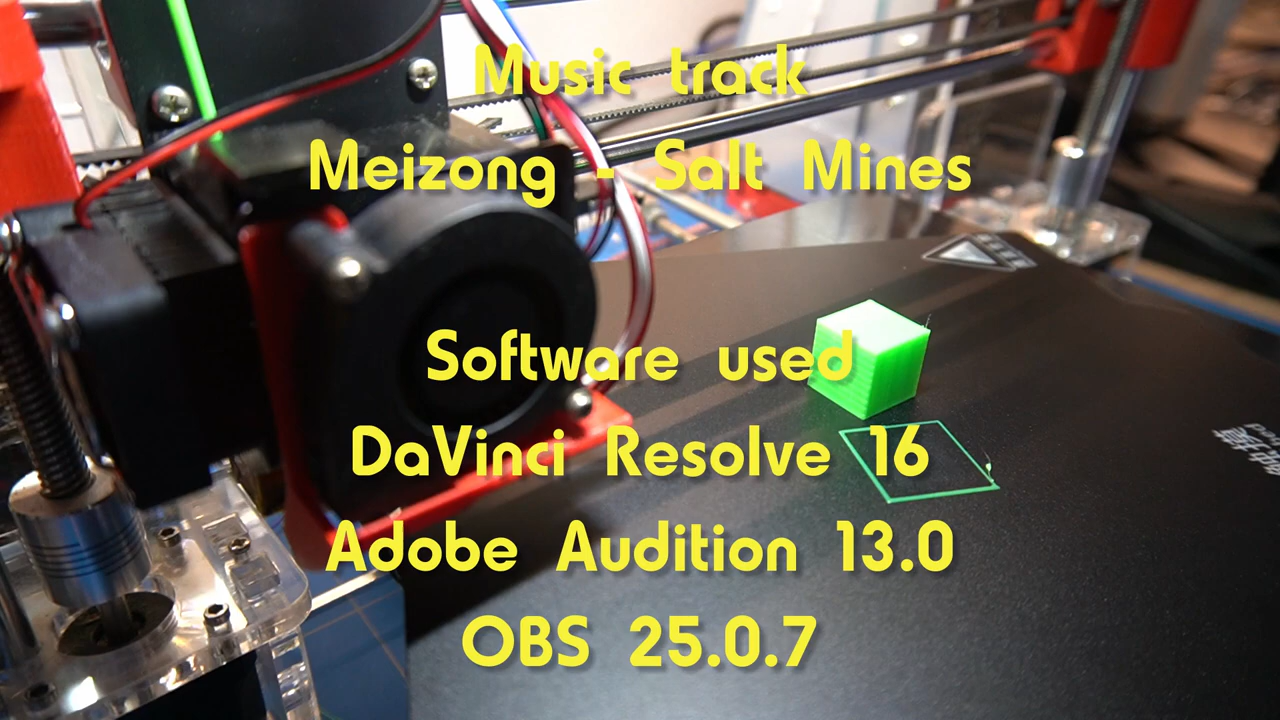 Music track
Meizong - Salt Mines
Software used
DaVinci Resolve 16
Adobe Audition 13.0
OBS 25.0.7